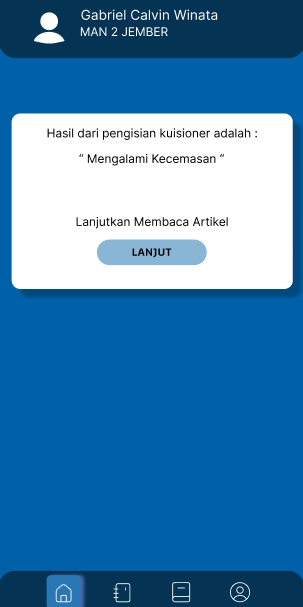 Gabriel Calvin Winata
MAN 2 JEMBER
Hasil dari pengisian kuisioner adalah :
“ Mengalami Kecemasan “
Lanjutkan Membaca Artikel
LANJUT